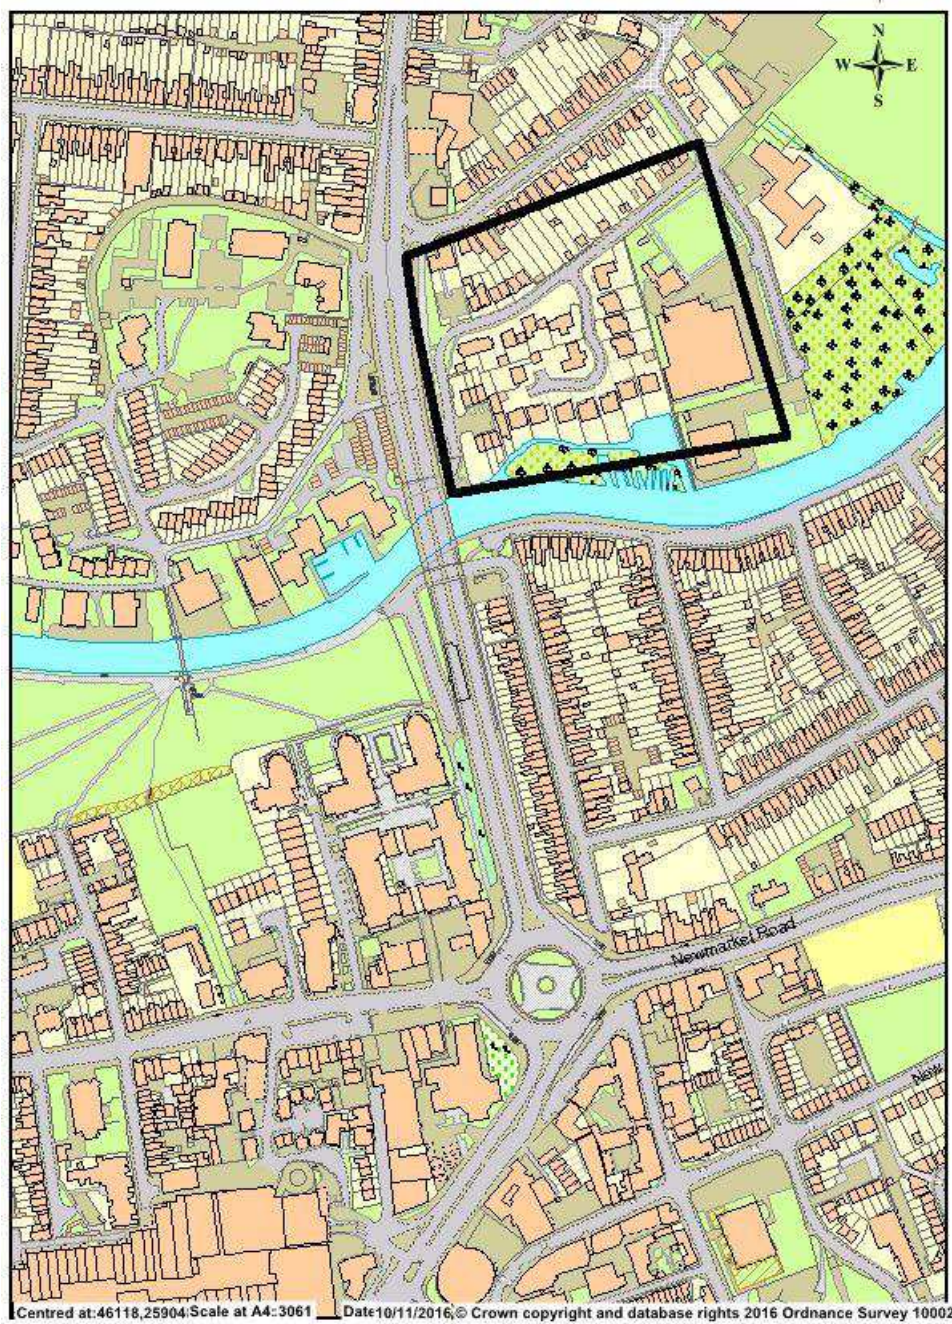 N
W E
S
Newmarket Road
New
Centred at:46118,25904 Scale at A4:3061 Date10/11/2016,© Crown copyright and database rights 2016 Ordnance Survey 10002